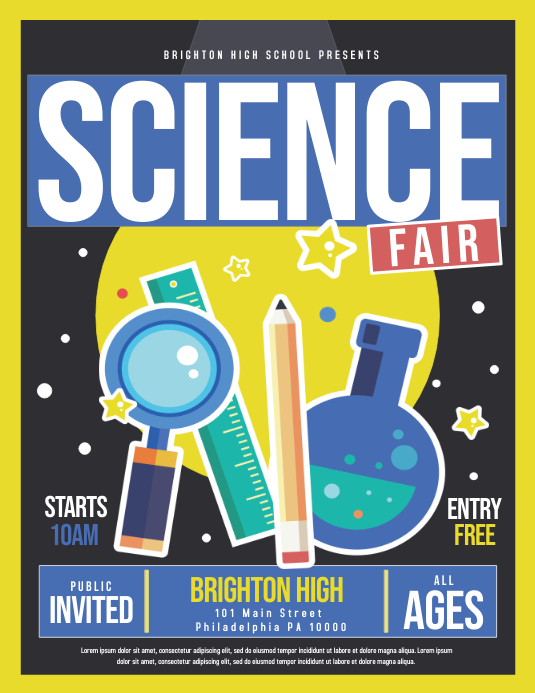 BRIGHTON HIGH SCHOOL PRESENTS
SCIENCE
FAIR
STARTS
10AM
ENTRY
FREE
PUBLIC
INVITED
BRIGHTON HIGH
101 Main Street
Philadelphia PA 10000
ALL
AGES
Lorem ipsum dolor sit amet, consectetur adipiscing elit, sed do eiusmod tempor incididunt ut labore et dolore magna aliqua. Lorem ipsum
dolor sit amet, consectetur adipiscing elit, sed do eiusmod tempor incididunt ut labore et dolore magna aliqua.